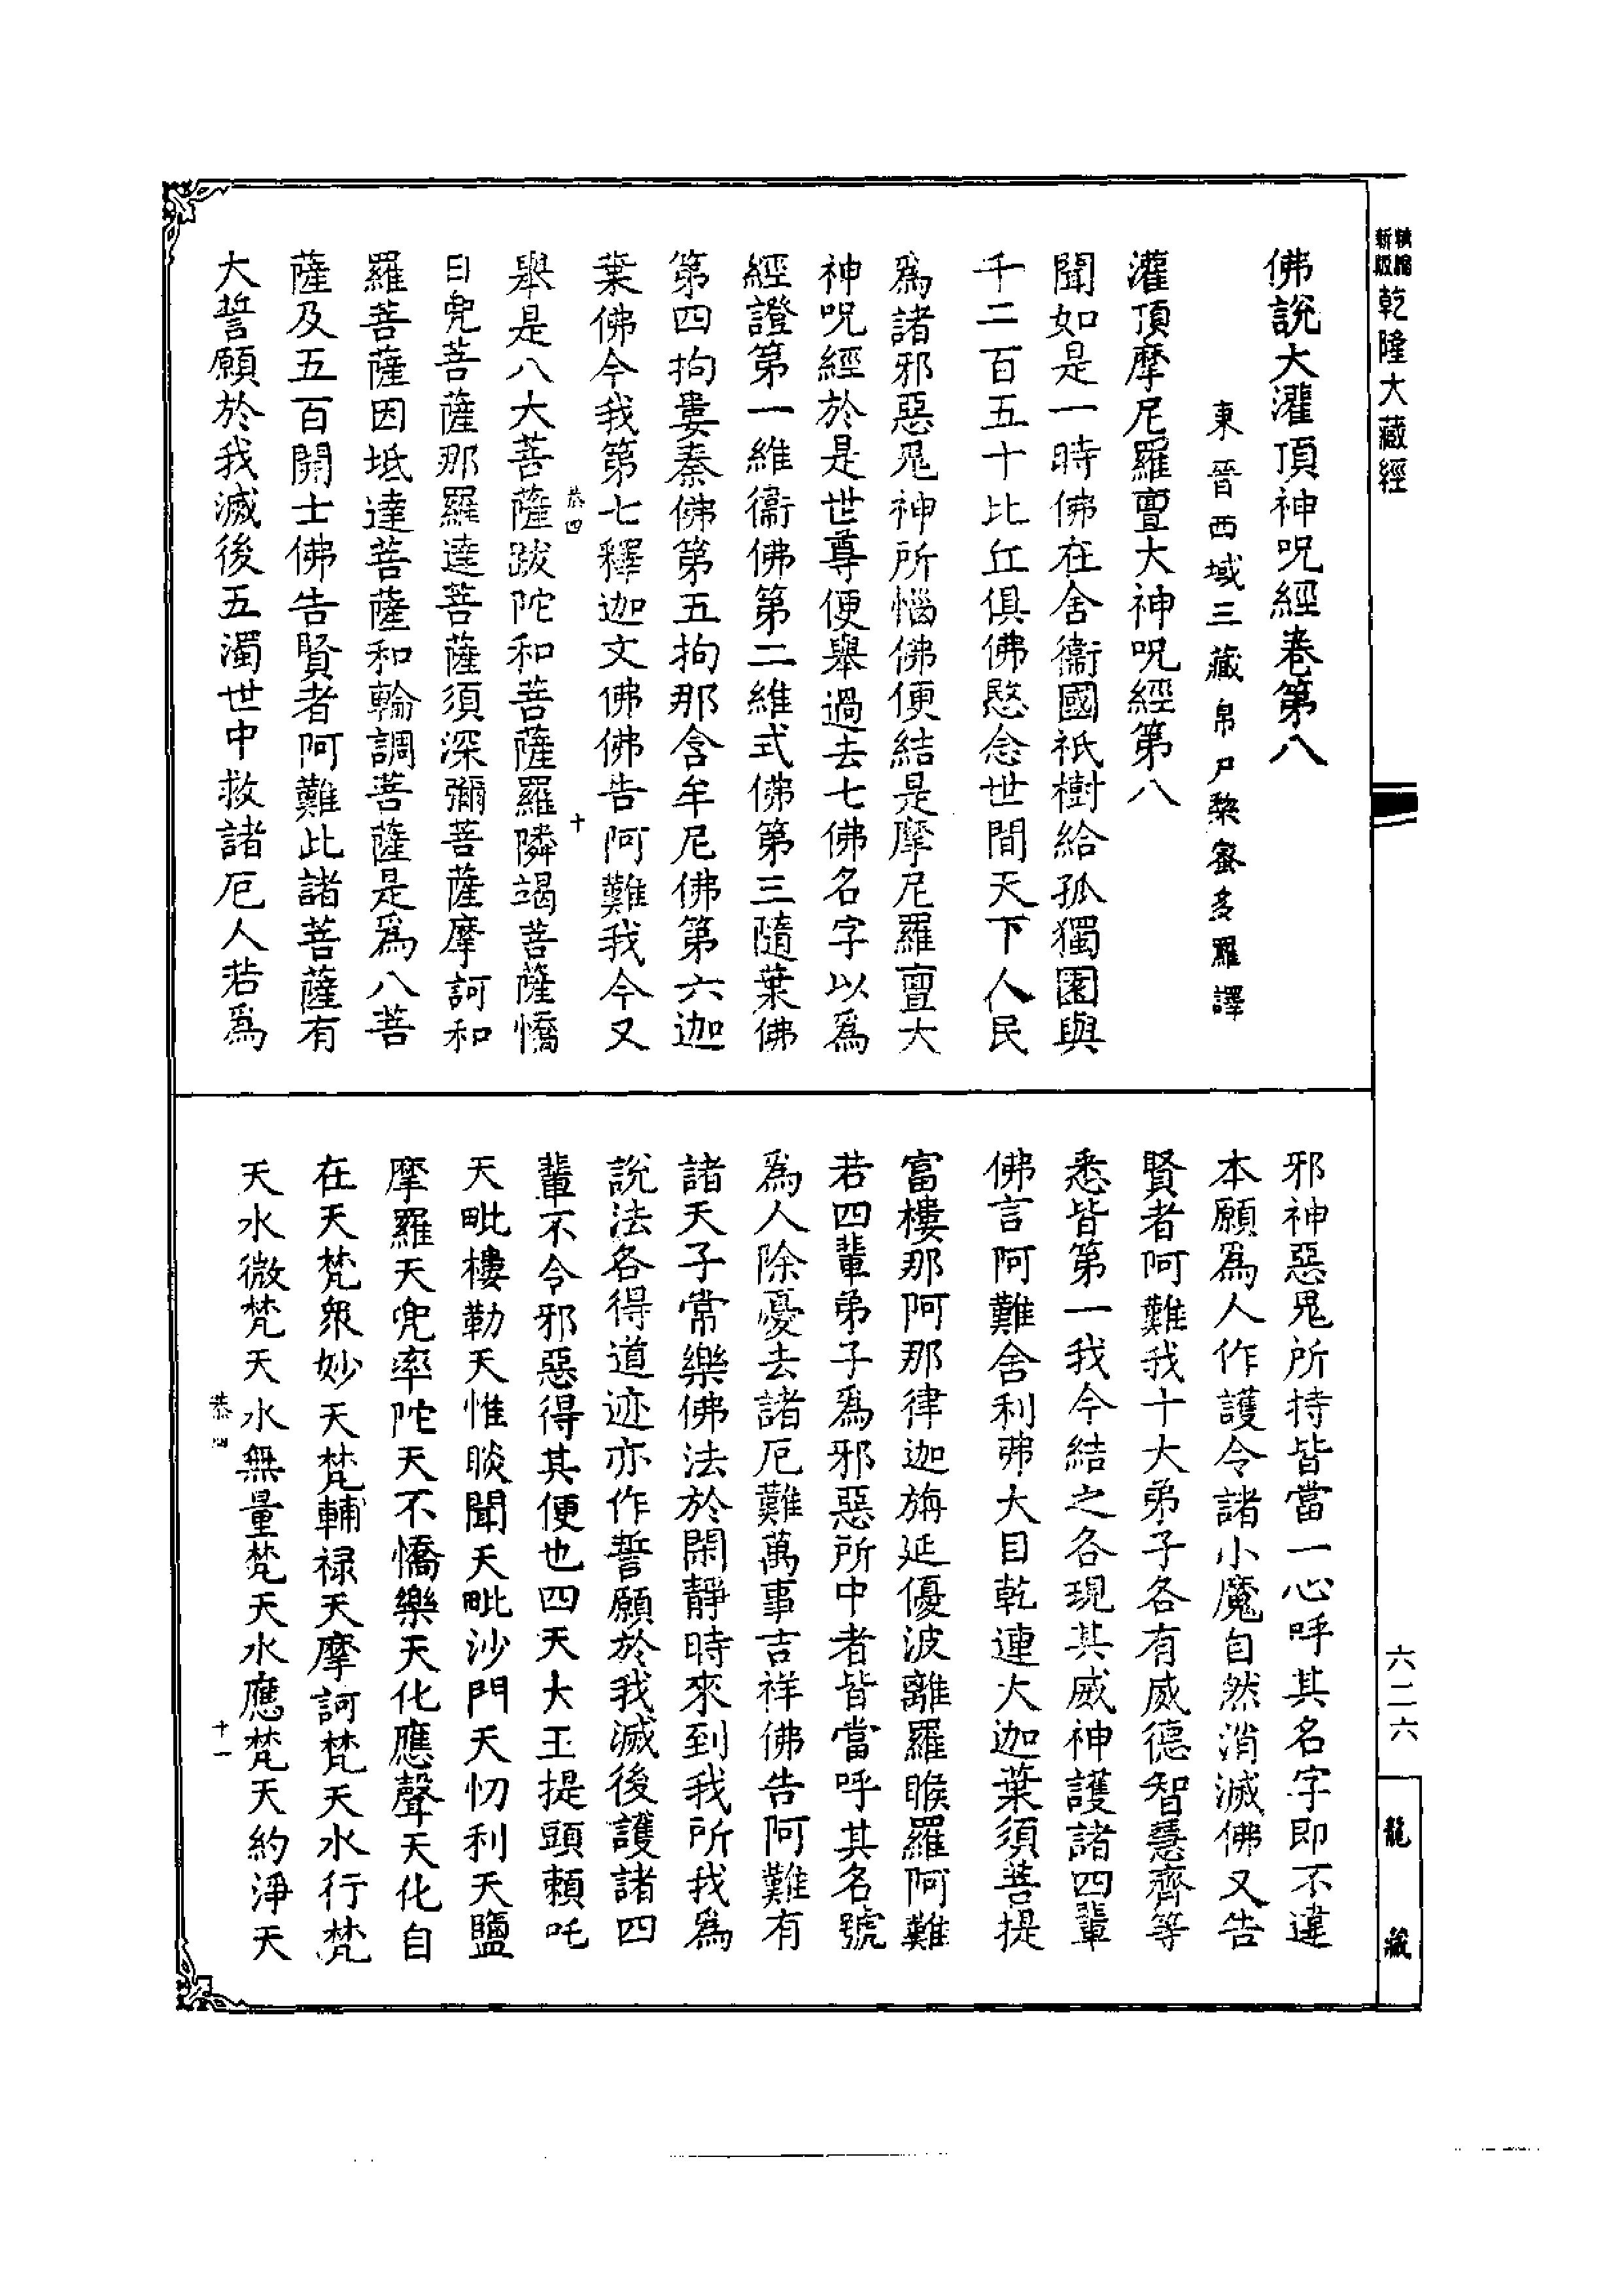 新版精縮乾隆大藏經
佛說大灌頂神呪經卷第八
東晉西域三藏帛尸黎蜜多羅譯
灌頂摩尼羅亶大神呪經第八
聞如是一時佛在舍衞國祇樹給孤獨園與
千二百五十比丘俱佛愍念世間天下人民
爲諸邪惡鬼神所惱佛便結是摩尼羅亶大
神呪經於是世尊便舉過去七佛名字以爲
經證第一維衞佛第二維式佛第三隨葉佛
第四拘婁秦佛第五拘那含牟尼佛第六迦
葉佛今我第七釋迦文佛佛告阿難我今又
恭四
十
舉是八大菩薩跋陀和菩薩羅隣竭菩薩憍
日兜菩薩那羅達菩薩須深彌菩薩摩訶和
羅菩薩因坻達菩薩和輪調菩薩是爲八菩
薩及五百開士佛告賢者阿難此諸菩薩有
大誓願於我滅後五濁世中救諸厄人若爲
邪神惡鬼所持皆當一心呼其名字即不違
本願爲人作護令諸小魔自然消滅佛又告
賢者阿難我十大弟子各有威德智慧齊等
悉皆第一我今結之各現其威神護諸四輩
佛言阿難舍利弗大目乾連大迦葉須菩提
富樓那阿那律迦旃延優波離羅睺羅阿難
若四輩弟子爲邪惡所中者皆當呼其名號
爲人除憂去諸厄難萬事吉祥佛告阿難有
諸天子常樂佛法於閑靜時來到我所我爲
說法各得道迹亦作誓願於我滅後護諸四
輩不令邪惡得其便也四天大王提頭賴吒
天毗樓勒天惟睒聞天毗沙門天忉利天鹽
摩羅天兜率陀天不憍樂天化應聲天化自
在天梵衆妙天梵輔祿天摩訶梵天水行梵
天水微梵天水無量梵天水應梵天約淨天
恭四
十一
六二六
龍藏